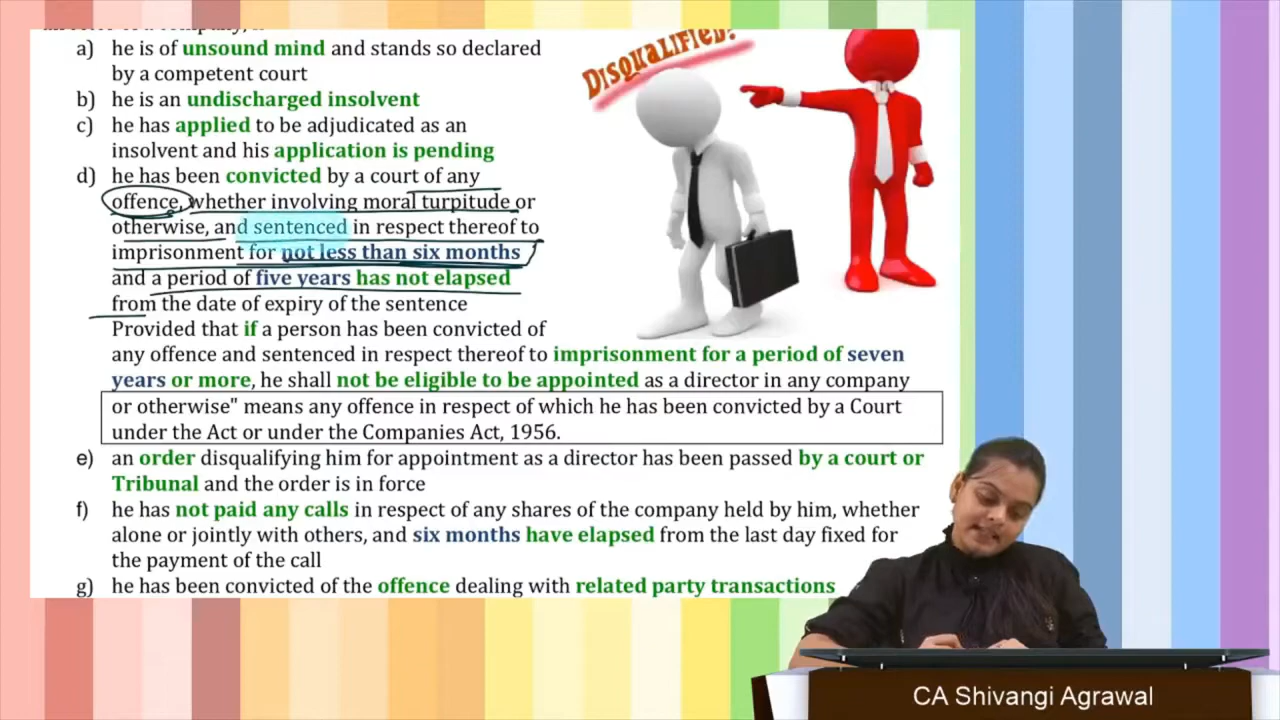 a) he is of unsound mind and stands so declared
by a competent court
b) he is an undischarged insolvent
c) he has applied to be adjudicated as an
insolvent and his application is pending
d) he has been convicted by a court of any
offence, whether involving moral turpitude or
otherwise, and sentenced in respect thereof to
imprisonment for not less than six months
and a period of five years has not elapsed
from the date of expiry of the sentence
Provided that if a person has been convicted of
any offence and sentenced in respect thereof to imprisonment for a period of seven
years or more, he shall not be eligible to be appointed as a director in any company
or otherwise" means any offence in respect of which he has been convicted by a Court
under the Act or under the Companies Act, 1956.
e) an order disqualifying him for appointment as a director has been passed by a court or
Tribunal and the order is in force
f) he has not paid any calls in respect of any shares of the company held by him, whether
alone or jointly with others, and six months have elapsed from the last day fixed for
the payment of the call
g) he has been convicted of the offence dealing with related party transactions
DISQUALIFIED!
CA Shivangi Agrawal